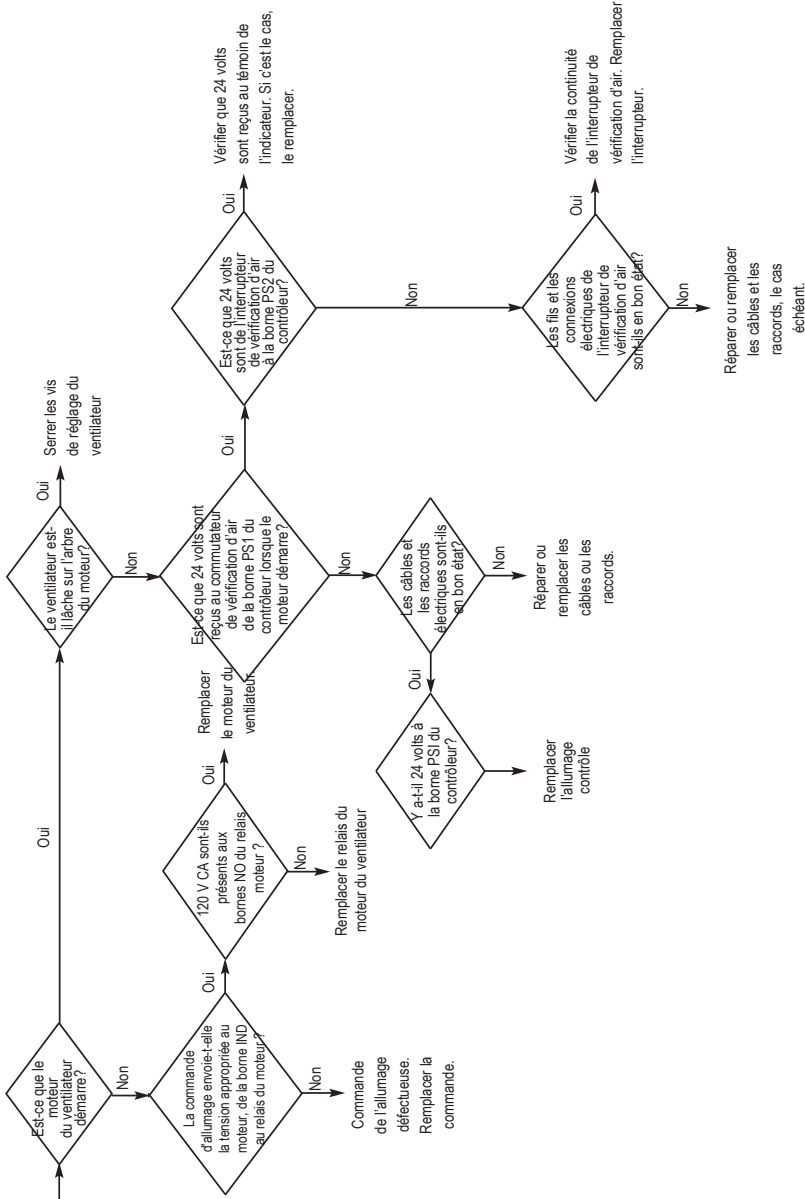 Est-ce que le
moteur
du ventilateur
démarre?
Oui
Non
Le ventilateur est-
il lâche sur l'arbre
du moteur?
Oui
Serrer les vis
de réglage du
ventilateur
Non
La commande
d'allumage envoie-t-elle
la tension appropriée au
moteur, de la borne IND
au relais du moteur ?
Oui
Non
Commande
de l'allumage
défectueuse.
Remplacer la
commande.
120 V CA sont-ils
présents aux
bornes NO du relais
moteur ?
Oui
Remplacer
le moteur du
ventilateur.
Non
Remplacer le relais du
moteur du ventilateur
Est-ce que 24 volts sont
reçus au commutateur
de vérification d'air
de la borne PS1 du
contrôleur lorsque le
moteur démarre?
Oui
Non
Est-ce que 24 volts
sont de l'interrupteur
de vérification d'air
à la borne PS2 du
contrôleur?
Oui
Vérifier que 24 volts
sont reçus au témoin de
l'indicateur. Si c'est le cas,
le remplacer.
Non
Les câbles et
les raccords
électriques sont-ils
en bon état?
Oui
Non
Réparer ou
remplacer les
câbles ou les
raccords.
Y a-t-il 24 volts à
la borne PSI du
contrôleur?
Remplacer
l'allumage
contrôle
Les fils et les
connexions
électriques de
l'interrupteur de
vérification d'air
sont-ils en bon état?
Oui
Vérifier la continuité
de l'interrupteur de
vérification d'air. Remplacer
l'interrupteur.
Non
Réparer ou remplacer
les câbles et les
raccords, le cas
échéant.